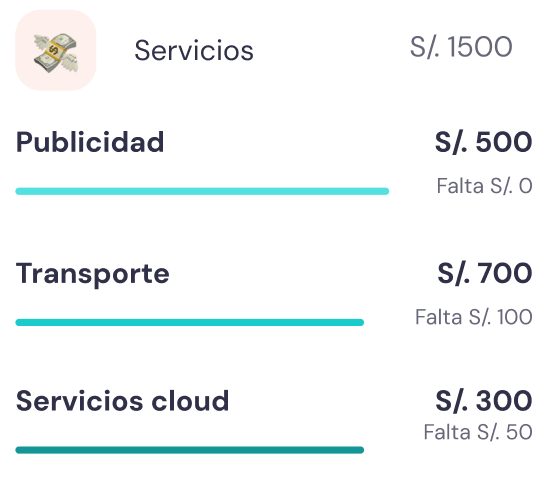 Servicios S/. 1500
Publicidad S/. 500
Falta S/. 0
Transporte S/. 700
Falta S/. 100
Servicios cloud S/. 300
Falta S/. 50